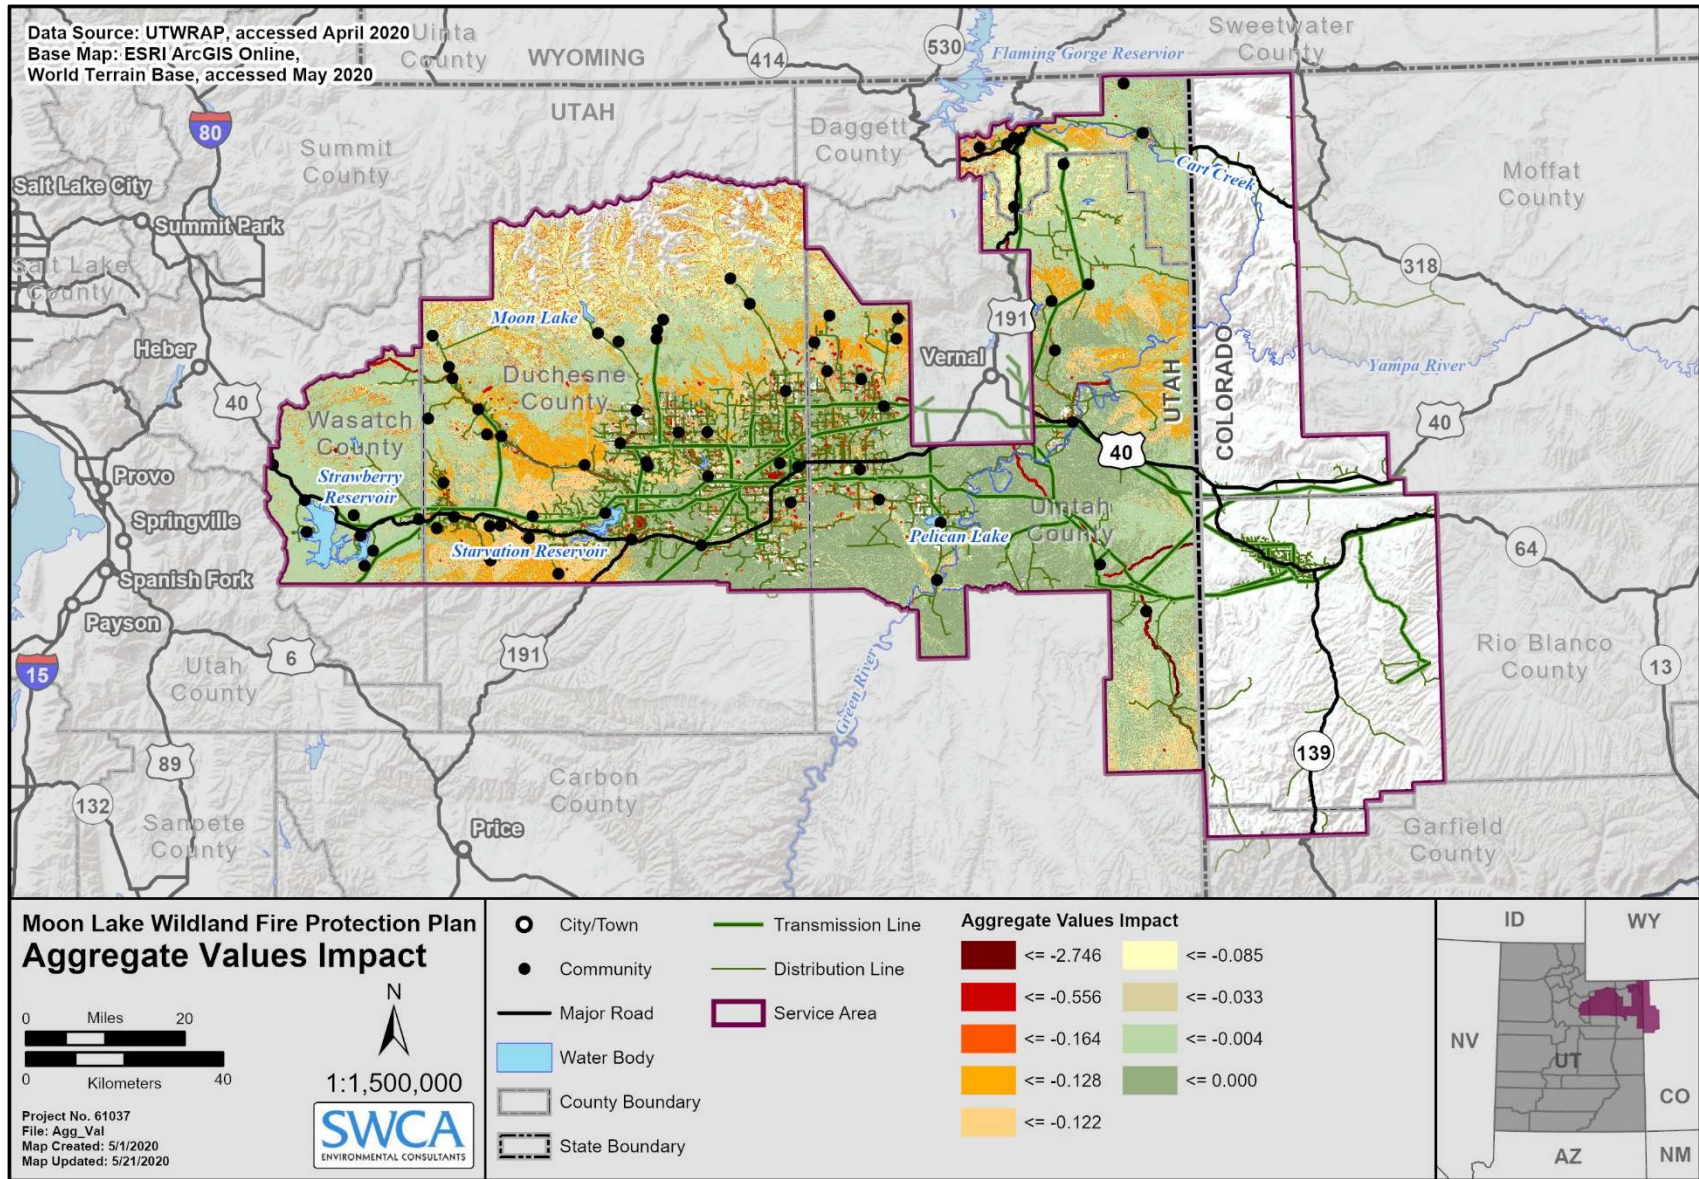 Data Source: UTWRAP, accessed April 2020
Base Map: ESRI ArcGIS Online,
World Terrain Base, accessed May 2020
Uinta
County
WYOMING
414
530
Sweetwater
County
Flaming Gorge Reservior
UTAH
80
Summit
County
Daggett
County
Moffat
County
Cart Creek
Salt Lake City
Summit Park
Salt Lake
County
318
191
Moon Lake
Heber
Vernal
Yampa River
Duchesne
County
40
Wasatch
County
UTAH
COLORADO
40
40
Provo
Strawberry
Reservoir
Springville
Starvation Reservoir
Pelican Lake
Uintah
County
64
Spanish Fork
Payson
Utah
County
6
191
15
Green River
Rio Blanco
County
13
139
89
132
Carbon
County
Sanpete
County
Price
Garfield
County
Moon Lake Wildland Fire Protection Plan
Aggregate Values Impact
0 Miles 20
0 Kilometers 40
N
1:1,500,000
Project No. 61037
File: Agg_Val
Map Created: 5/1/2020
Map Updated: 5/21/2020
SWCA
ENVIRONMENTAL CONSULTANTS
City/Town
Community
Major Road
Water Body
County Boundary
State Boundary
Transmission Line
Distribution Line
Service Area
Aggregate Values Impact
<= -2.746
<= -0.556
<= -0.164
<= -0.128
<= -0.122
<= -0.085
<= -0.033
<= -0.004
<= 0.000
ID
WY
NV
UT
CO
AZ
NM